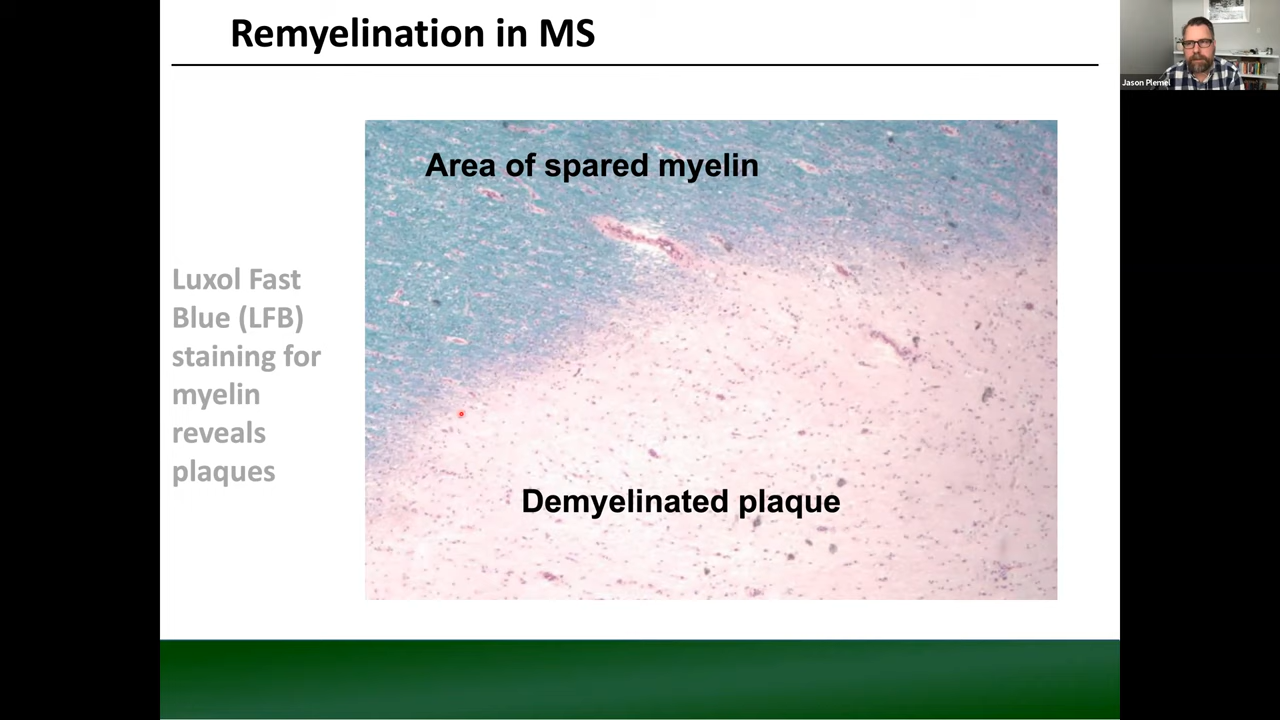 Remyelination in MS
Jason Plemel
Area of spared myelin
Luxol Fast
Blue (LFB)
staining for
myelin
reveals
plaques
Demyelinated plaque